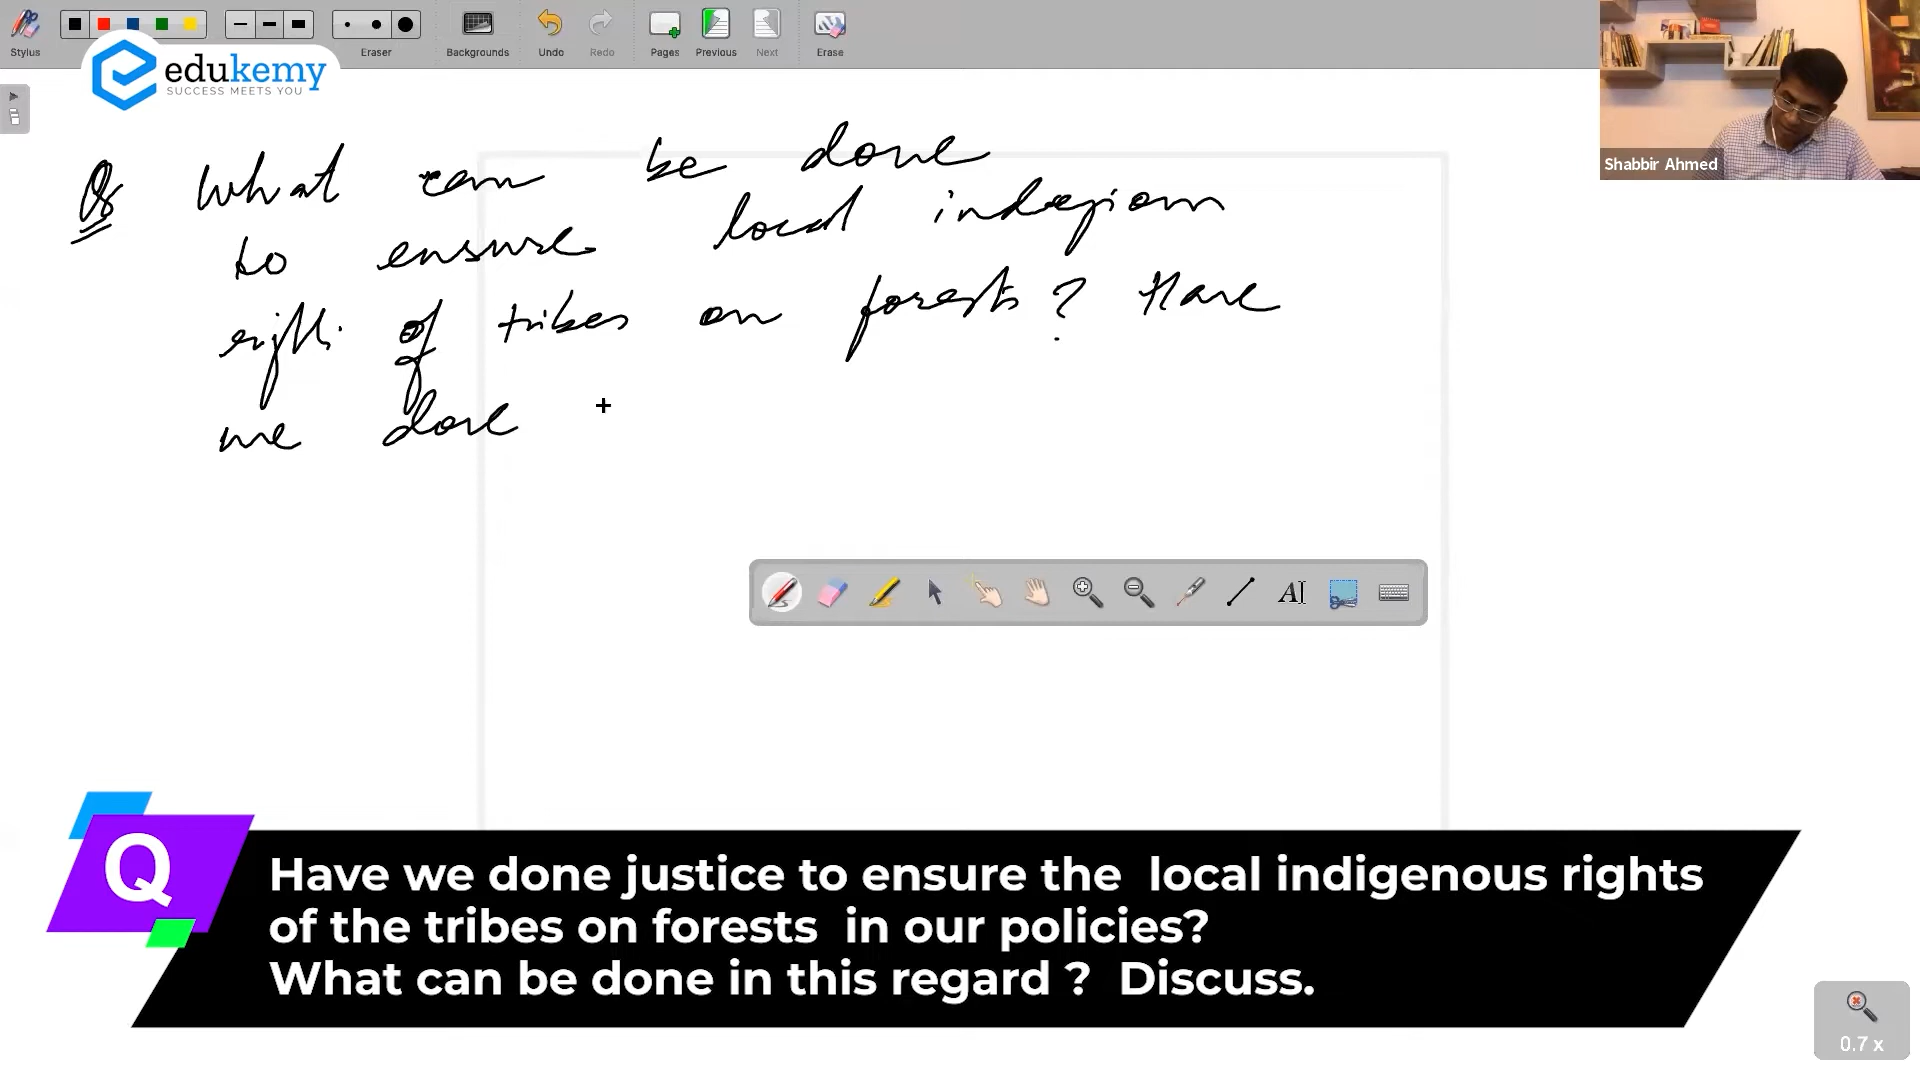 Stylus
Eraser
Backgrounds
Undo
Redo
Pages
Previous
Next
Erase
edukemy
SUCCESS MEETS YOU
Shabbir Ahmed
Q What can be done
to ensure local indegiom
rights of tribes on forests? Have
we done
AI
Q
Have we done justice to ensure the local indigenous rights
of the tribes on forests in our policies?
What can be done in this regard ? Discuss.
0.7 x